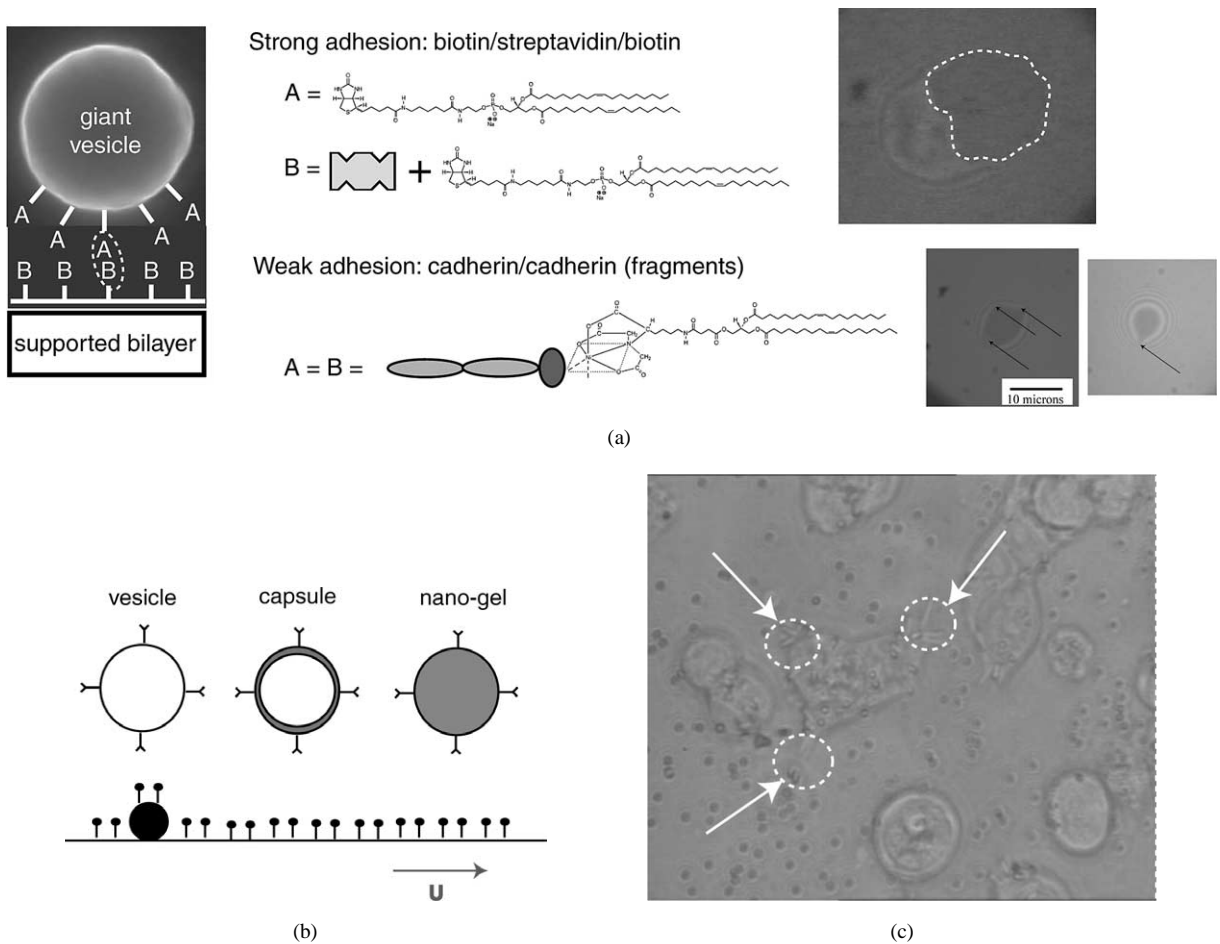 giant
vesicle
A
A
A
A
A
B
B
B
B
B
supported bilayer
Strong adhesion: biotin/streptavidin/biotin
A =
B =
+
Weak adhesion: cadherin/cadherin (fragments)
A = B =
10 microns
(a)
vesicle
capsule
nano-gel
U
(b)
(c)